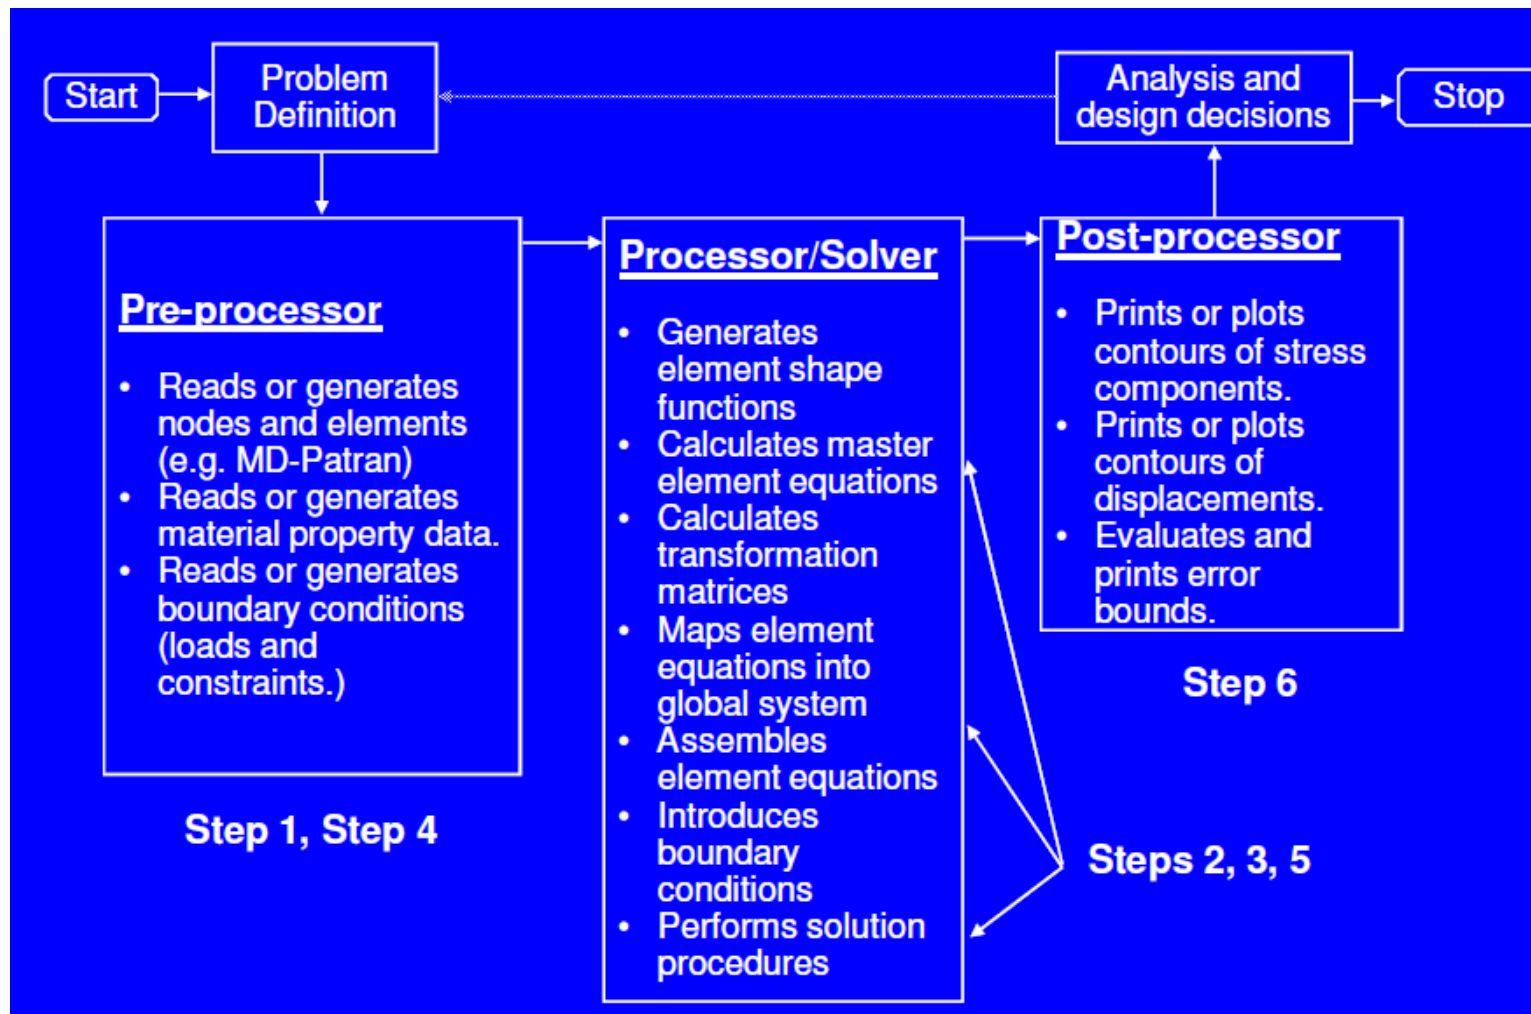 Start
Problem
Definition
Analysis and
design decisions
Stop
Pre-processor
• Reads or generates
nodes and elements
(e.g. MD-Patran)
• Reads or generates
material property data.
• Reads or generates
boundary conditions
(loads and
constraints.)
Step 1, Step 4
Processor/Solver
• Generates
element shape
functions
• Calculates master
element equations
• Calculates
transformation
matrices
• Maps element
equations into
global system
• Assembles
element equations
• Introduces
boundary
conditions
• Performs solution
procedures
Steps 2, 3, 5
Post-processor
• Prints or plots
contours of stress
components.
• Prints or plots
contours of
displacements.
• Evaluates and
prints error
bounds.
Step 6